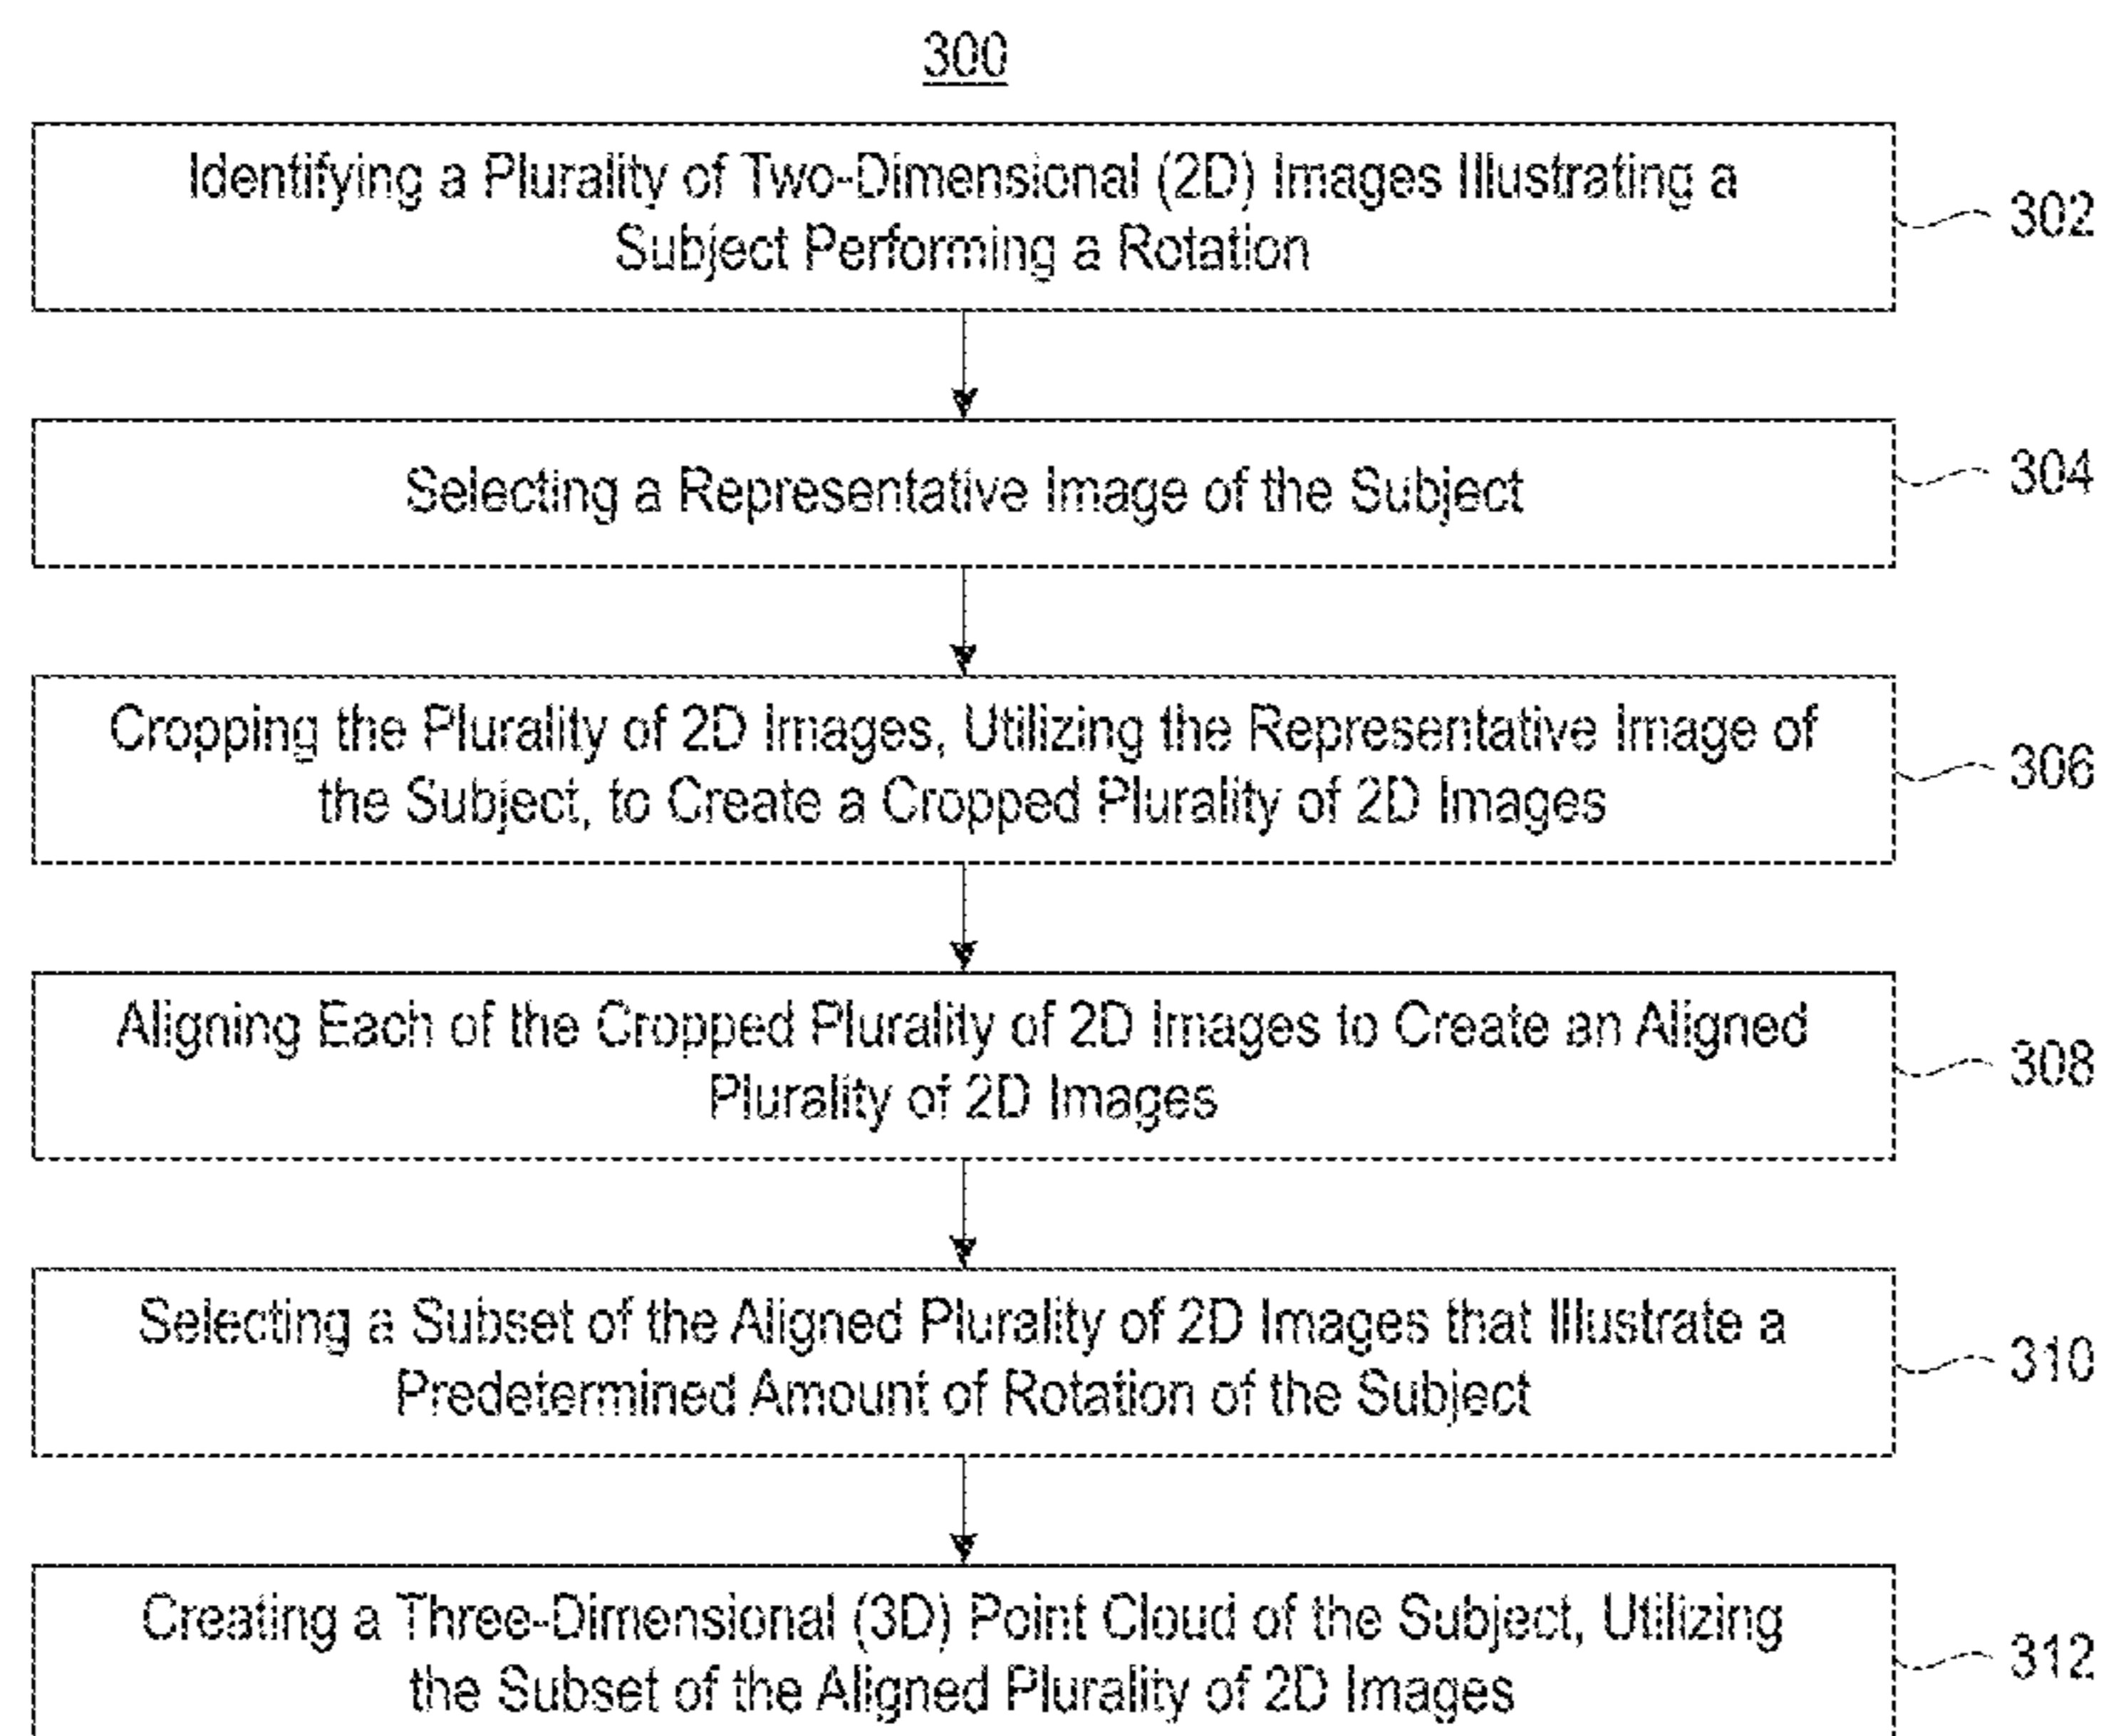 300
Identifying a Plurality of Two-Dimensional (2D) Images Illustrating a
Subject Performing a Rotation
302
Selecting a Representative Image of the Subject
304
Cropping the Plurality of 2D Images, Utilizing the Representative Image of
the Subject, to Create a Cropped Plurality of 2D Images
306
Aligning Each of the Cropped Plurality of 2D Images to Create an Aligned
Plurality of 2D Images
308
Selecting a Subset of the Aligned Plurality of 2D Images that Illustrate a
Predetermined Amount of Rotation of the Subject
310
Creating a Three-Dimensional (3D) Point Cloud of the Subject, Utilizing
the Subset of the Aligned Plurality of 2D Images
312